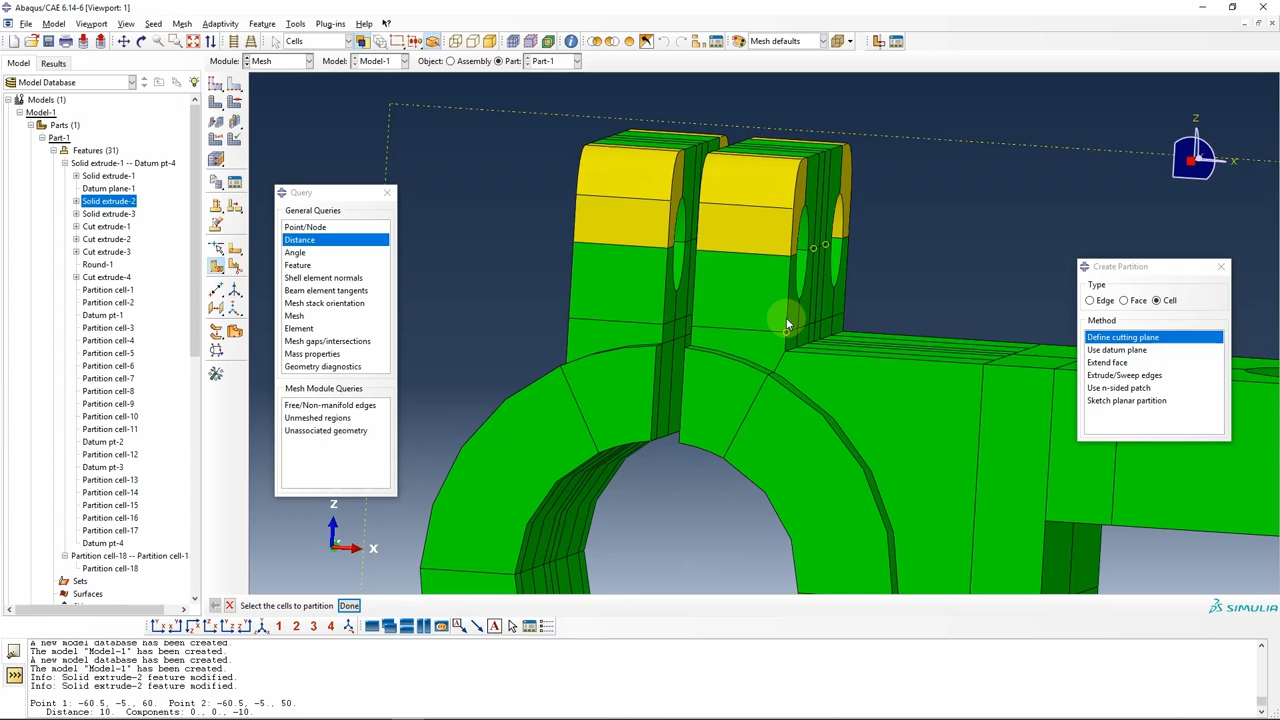 Abaqus/CAE 6.14-6 [Viewport: 1]
File Model Viewport View Seed Mesh Adaptivity Feature Tools Plug-ins Help
Cells Mesh defaults
Model Results Module: Mesh Model: Model-1 Object: Assembly Part: Part-1
Model Database
Models (1)
Model-1
Parts (1)
Part-1
Features (31)
Solid extrude-1 -- Datum pt-4
Solid extrude-1
Datum plane-1
Solid extrude-2
Solid extrude-3
Cut extrude-1
Cut extrude-2
Cut extrude-3
Round-1
Cut extrude-4
Partition cell-1
Partition cell-2
Datum pt-1
Partition cell-3
Partition cell-4
Partition cell-5
Partition cell-6
Partition cell-7
Partition cell-8
Partition cell-9
Partition cell-10
Partition cell-11
Datum pt-2
Partition cell-12
Datum pt-3
Partition cell-13
Partition cell-14
Partition cell-15
Partition cell-16
Partition cell-17
Datum pt-4
Partition cell-18 -- Partition cell-1
Partition cell-18
Sets
Surfaces
Query
General Queries
Point/Node
Distance
Angle
Feature
Shell element normals
Beam element tangents
Mesh stack orientation
Mesh
Element
Mesh gaps/intersections
Mass properties
Geometry diagnostics
Mesh Module Queries
Free/Non-manifold edges
Unmeshed regions
Unassociated geometry
Z
X
Z
X
Create Partition
Type
Edge Face Cell
Method
Define cutting plane
Use datum plane
Extend face
Extrude/Sweep edges
Use n-sided patch
Sketch planar partition
Select the cells to partition Done
SIMULIA
1 2 3 4
A new model database has been created.
The model "Model-1" has been created.
A new model database has been created.
The model "Model-1" has been created.
Info: Solid extrude-2 feature modified.
Info: Solid extrude-2 feature modified.
Point 1: -60.5, -5., 60. Point 2: -60.5, -5., 50.
Distance: 10. Components: 0., 0., -10.